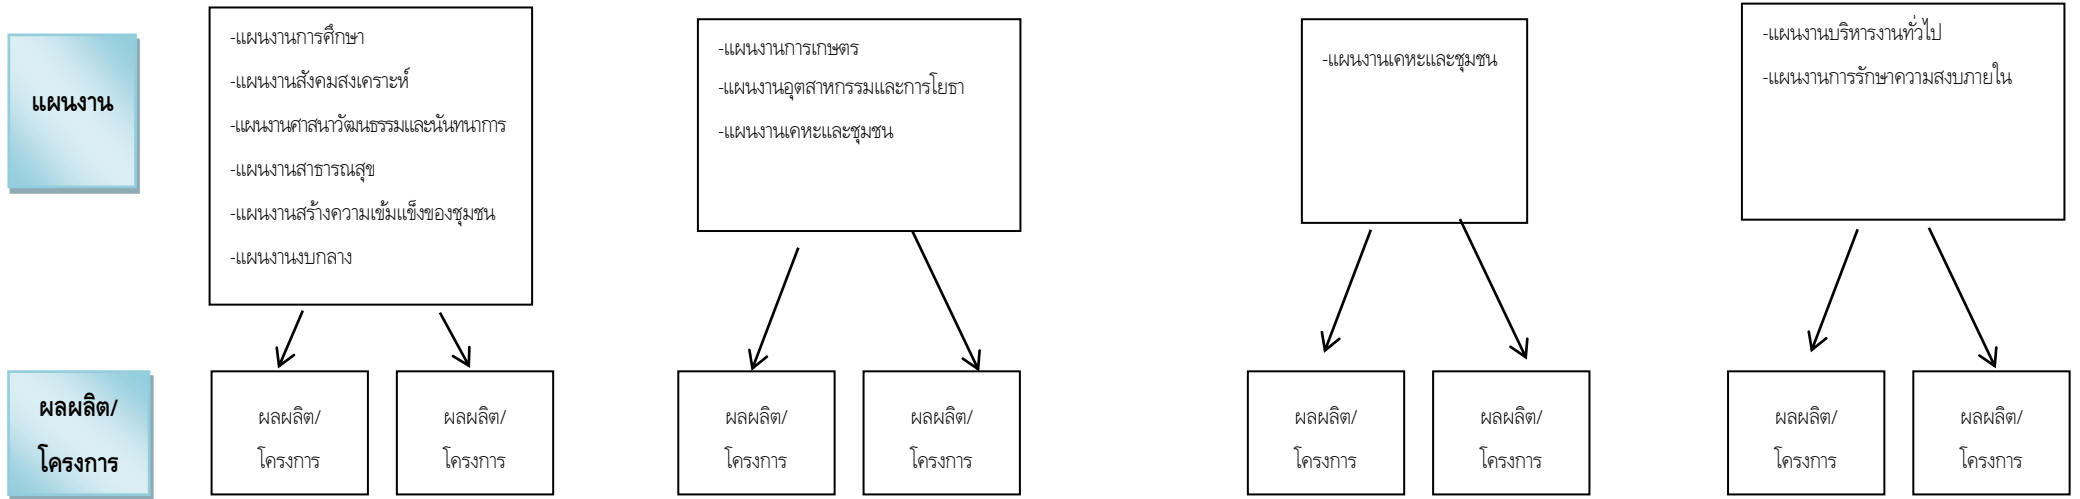 แผนงาน
-แผนงานการศึกษา
-แผนงานสังคมสงเคราะห์
-แผนงานศาสนาวัฒนธรรมและนันทนาการ
-แผนงานสาธารณสุข
-แผนงานสร้างความเข้มแข็งของชุมชน
-แผนงานงบกลาง
-แผนงานการเกษตร
-แผนงานอุตสาหกรรมและการโยธา
-แผนงานเคหะและชุมชน
-แผนงานเคหะและชุมชน
-แผนงานบริหารงานทั่วไป
-แผนงานการรักษาความสงบภายใน
ผลผลิต/
โครงการ
ผลผลิต/
โครงการ
ผลผลิต/
โครงการ
ผลผลิต/
โครงการ
ผลผลิต/
โครงการ
ผลผลิต/
โครงการ
ผลผลิต/
โครงการ
ผลผลิต/
โครงการ
ผลผลิต/
โครงการ